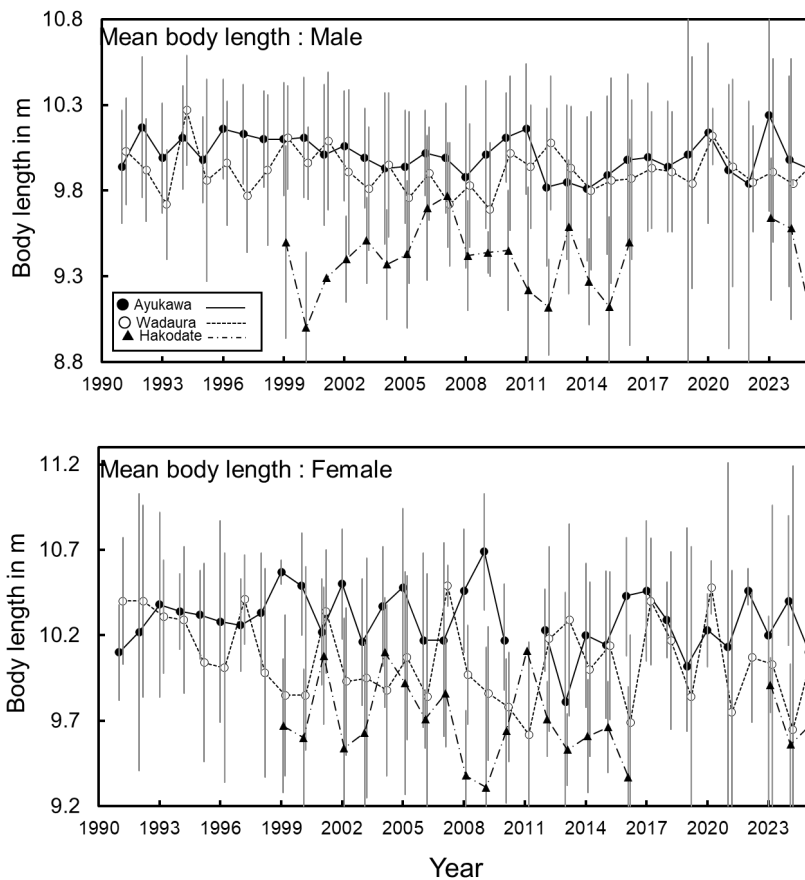 Mean body length : Male
Body length in m
10.8
10.3
9.8
9.3
8.8
Ayukawa
Wadaura
Hakodate
1990 1993 1996 1999 2002 2005 2008 2011 2014 2017 2020 2023
Mean body length : Female
Body length in m
11.2
10.7
10.2
9.7
9.2
1990 1993 1996 1999 2002 2005 2008 2011 2014 2017 2020 2023
Year